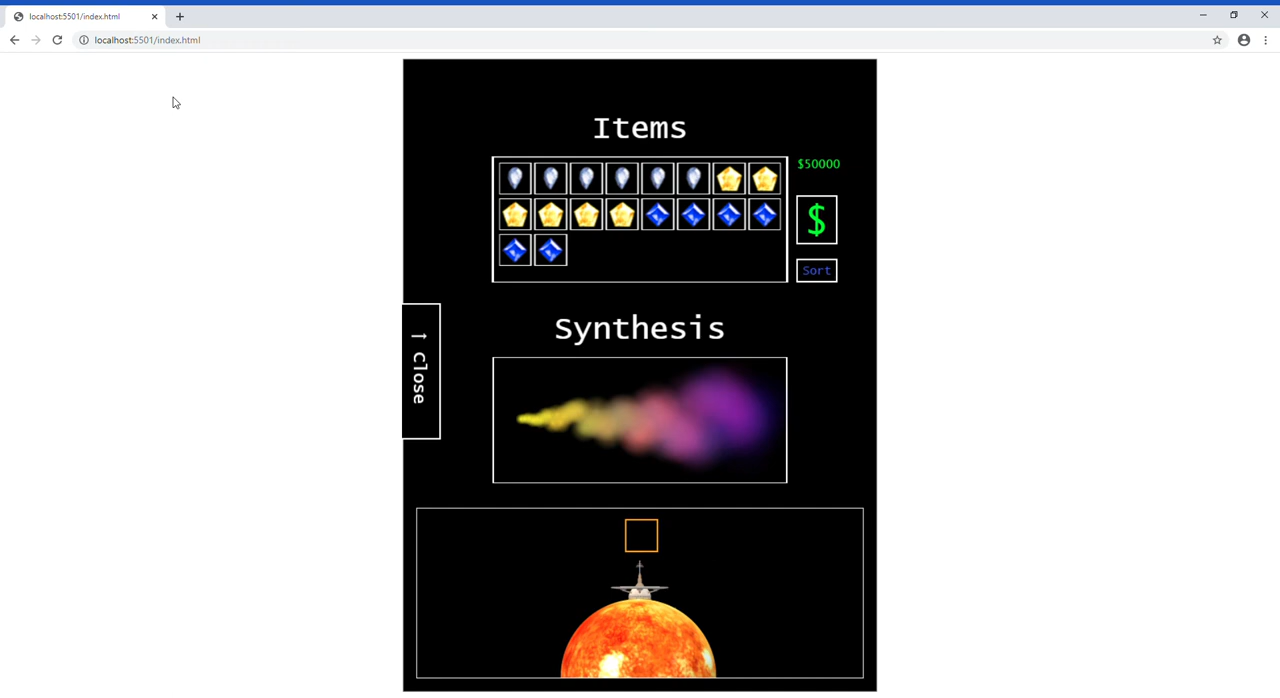 localhost:5501/index.html
localhost:5501/index.html
Items
$50000
$
Sort
Synthesis
↑ Close